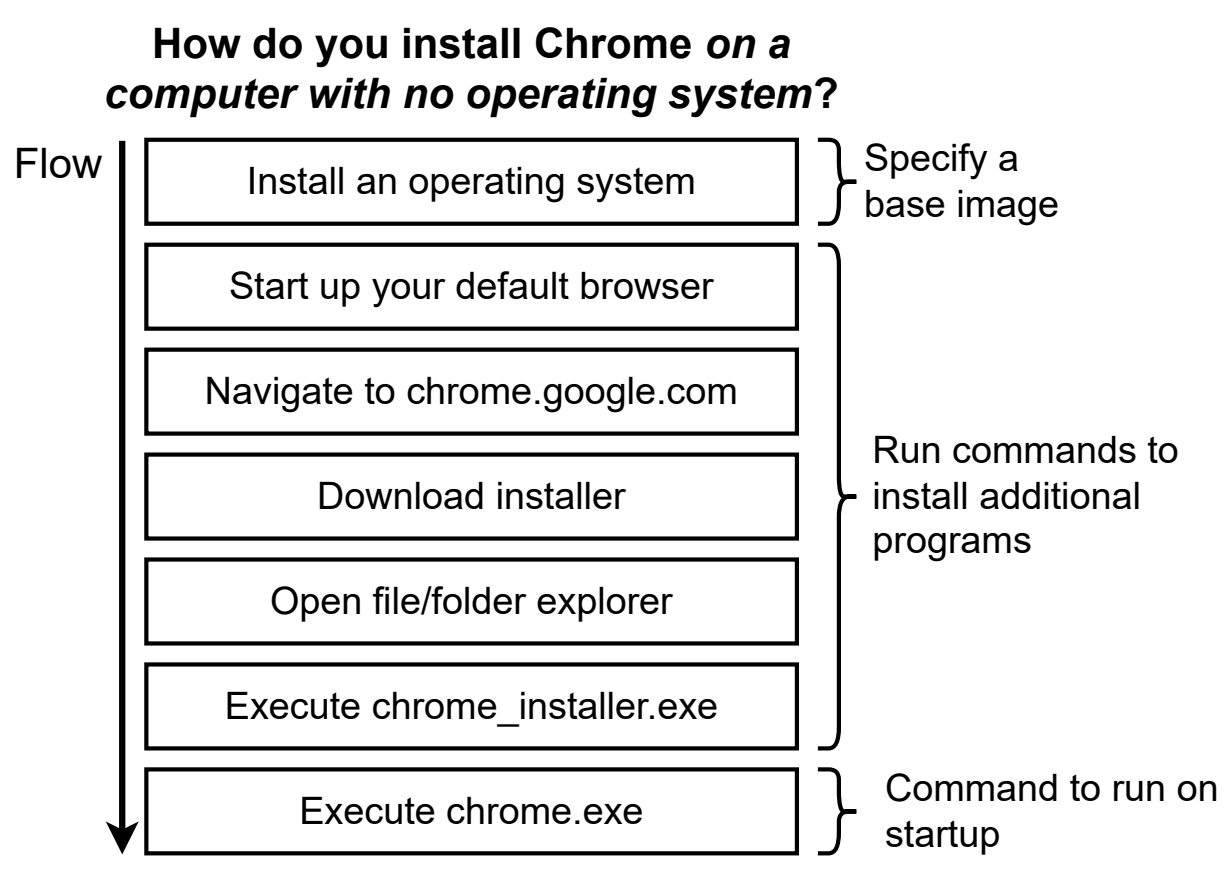 How do you install Chrome on a
computer with no operating system?
Flow
Install an operating system
Specify a
base image
Start up your default browser
Navigate to chrome.google.com
Download installer
Open file/folder explorer
Execute chrome_installer.exe
Run commands to
install additional
programs
Execute chrome.exe
Command to run on
startup